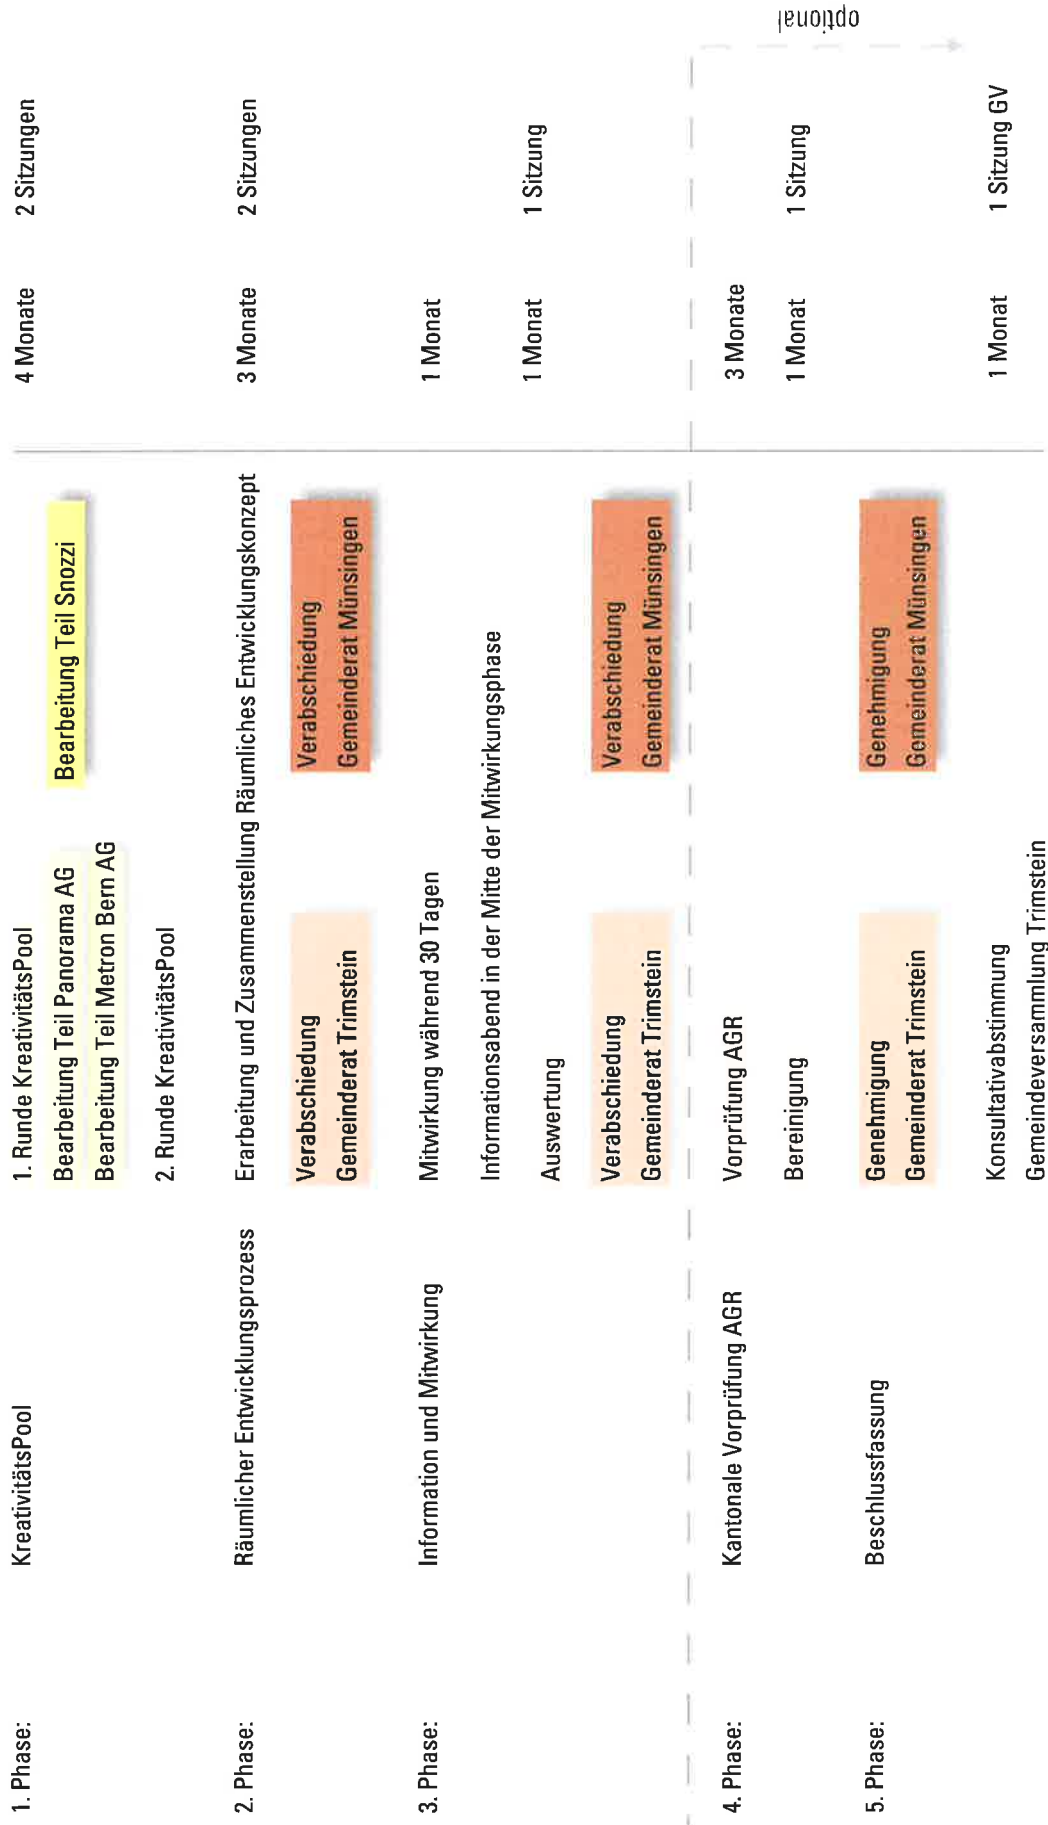 1. Phase:
KreativitätsPool
1. Runde KreativitätsPool
4 Monate
2 Sitzungen
Bearbeitung Teil Panorama AG
Bearbeitung Teil Snozzi
Bearbeitung Teil Metron Bern AG
2. Runde KreativitätsPool
2. Phase:
Räumlicher Entwicklungsprozess
Erarbeitung und Zusammenstellung Räumliches Entwicklungskonzept
3 Monate
2 Sitzungen
Verabschiedung
Gemeinderat Trimstein
Verabschiedung
Gemeinderat Münsingen
3. Phase:
Information und Mitwirkung
Mitwirkung während 30 Tagen
1 Monat
Informationsabend in der Mitte der Mitwirkungsphase
Auswertung
1 Monat
1 Sitzung
Verabschiedung
Gemeinderat Trimstein
Verabschiedung
Gemeinderat Münsingen
optional
4. Phase:
Kantonale Vorprüfung AGR
Vorprüfung AGR
3 Monate
Bereinigung
1 Monat
1 Sitzung
5. Phase:
Beschlussfassung
Genehmigung
Gemeinderat Trimstein
Genehmigung
Gemeinderat Münsingen
Konsultativabstimmung
Gemeindeversammlung Trimstein
1 Monat
1 Sitzung GV